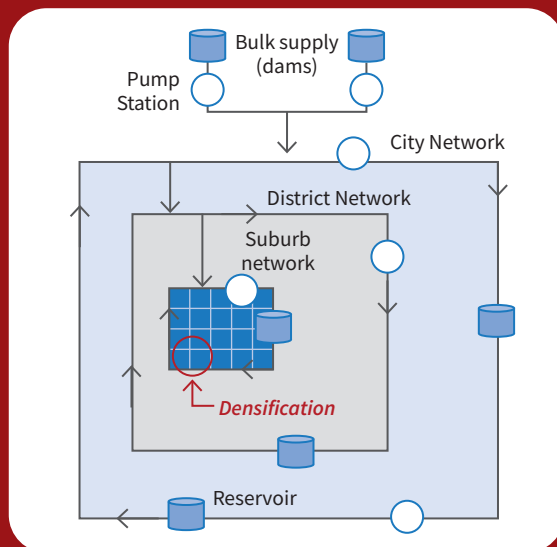 Bulk supply
(dams)
Pump
Station
City Network
District Network
Suburb
network
Densification
Reservoir